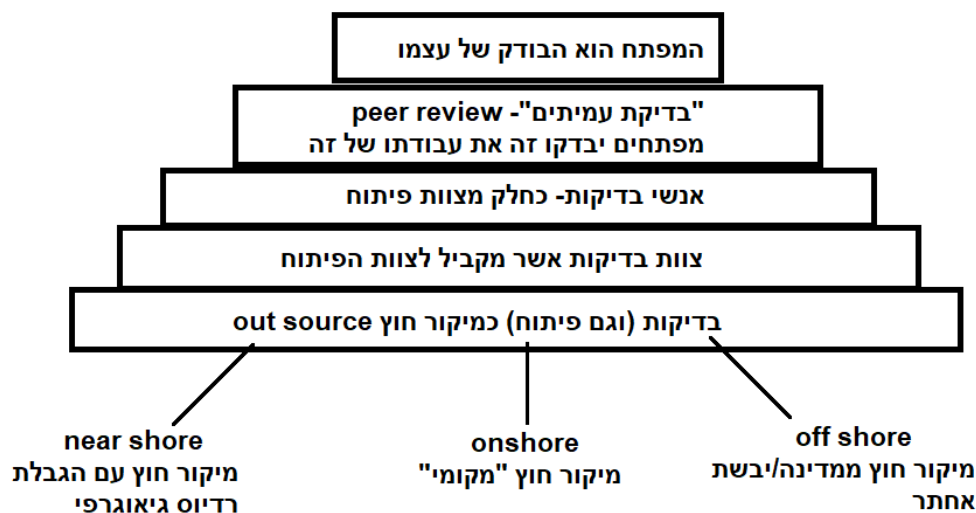 המפתח הוא הבודק של עצמו
"בדיקת עמיתים"- peer review
מפתחים יבדקו זה את עבודתו של זה
אנשי בדיקות- כחלק מצוות פיתוח
צוות בדיקות אשר מקביל לצוות הפיתוח
בדיקות (וגם פיתוח) כמיקור חוץ out source
off shore
מיקור חוץ ממדינה/יבשת
אחתר
onshore
מיקור חוץ "מקומי"
near shore
מיקור חוץ עם הגבלת
רדיוס גיאוגרפי